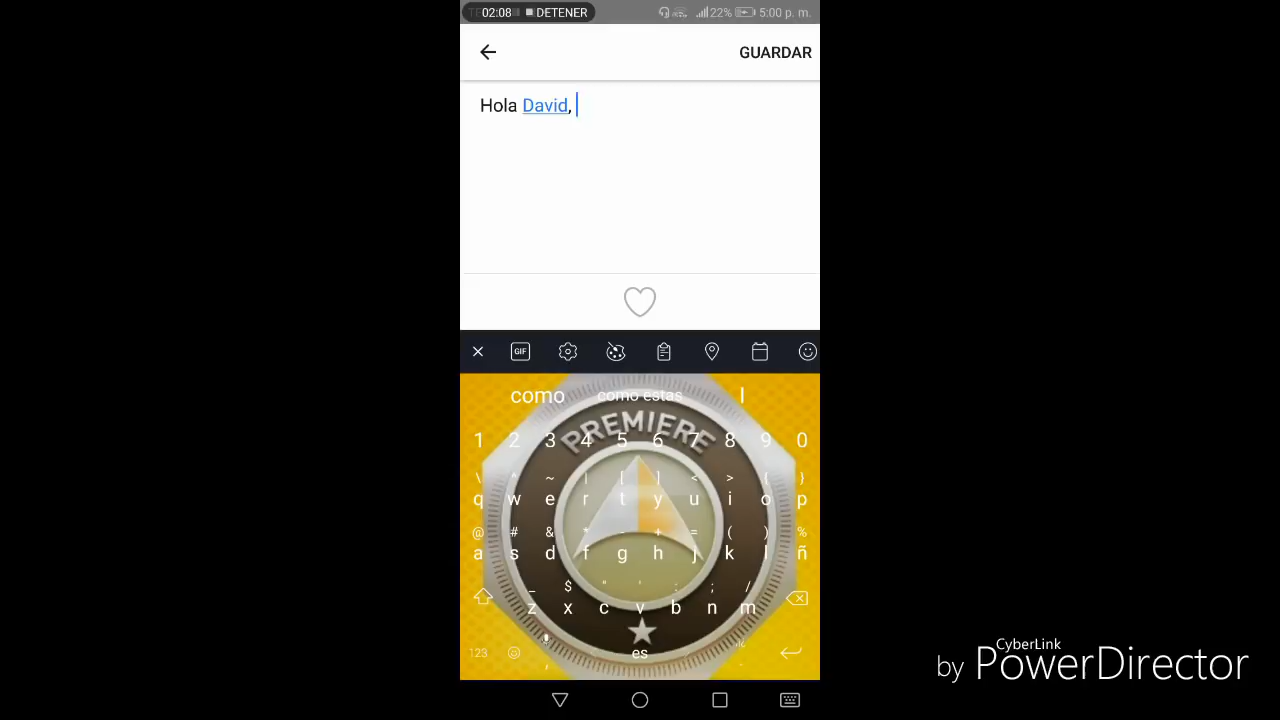 02:08 DETENER 22% 5:00 p. m.
GUARDAR
Hola David,
GIF
como como estas l
PREMIERE
1 2 3 4 5 6 7 8 9 0
\ ^ ~ | [ ] < > { }
q w e r t y u i o p
@ # & * - + = ( ) %
a s d f g h j k l ñ
_ $ " ' : ; /
z x c v b n m
123 , es
CyberLink
by PowerDirector